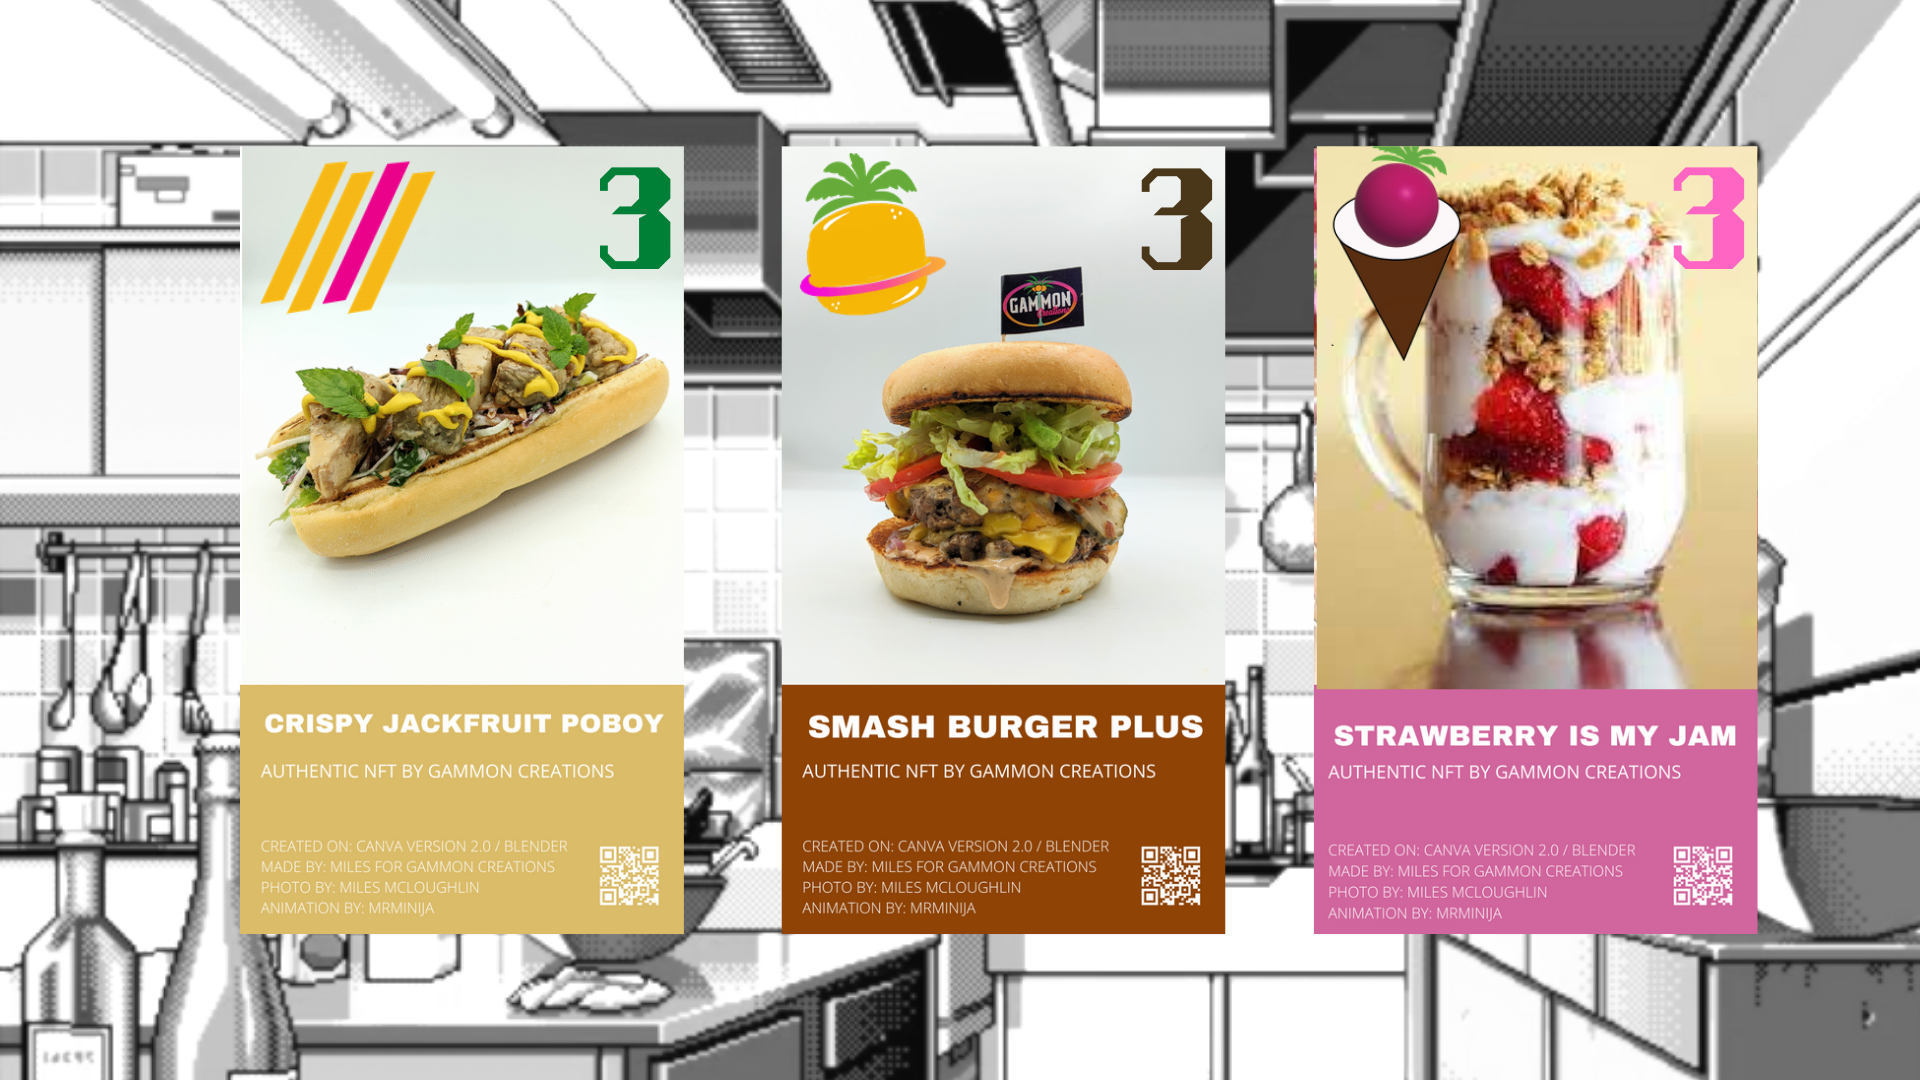 3
CRISPY JACKFRUIT POBOY
AUTHENTIC NFT BY GAMMON CREATIONS
CREATED ON: CANVA VERSION 2.0 / BLENDER
MADE BY: MILES FOR GAMMON CREATIONS
PHOTO BY: MILES MCLOUGHLIN
ANIMATION BY: MRMINIJA
3
GAMMON
Creations
SMASH BURGER PLUS
AUTHENTIC NFT BY GAMMON CREATIONS
CREATED ON: CANVA VERSION 2.0 / BLENDER
MADE BY: MILES FOR GAMMON CREATIONS
PHOTO BY: MILES MCLOUGHLIN
ANIMATION BY: MRMINIJA
3
STRAWBERRY IS MY JAM
AUTHENTIC NFT BY GAMMON CREATIONS
CREATED ON: CANVA VERSION 2.0 / BLENDER
MADE BY: MILES FOR GAMMON CREATIONS
PHOTO BY: MILES MCLOUGHLIN
ANIMATION BY: MRMINIJA